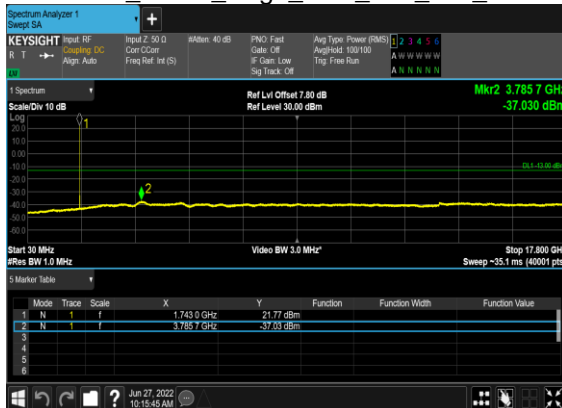 Spectrum Analyzer 1
Swept SA
+
KEYSIGHT Input: RF Input Z: 50 Ω #Atten: 40 dB PNO: Fast Avg Type: Power (RMS) 1 2 3 4 5 6
R T Coupling: DC Corr CCorr Gate: Off Avg|Hold: 100/100 A W W W W W
Align: Auto Freq Ref: Int (S) IF Gain: Low Trig: Free Run
Sig Track: Off A N N N N N
1 Spectrum Ref Lvl Offset 7.80 dB Mkr2 3.785 7 GHz
Scale/Div 10 dB Ref Level 30.00 dBm -37.030 dBm
Log
20.0
10.0
0.00
-10.0
-20.0
-30.0
-40.0
-50.0
-60.0
1
DL1 -13.00 dBm
2
Start 30 MHz Video BW 3.0 MHz* Stop 17.800 GHz
#Res BW 1.0 MHz Sweep ~35.1 ms (40001 pts)
5 Marker Table
Mode Trace Scale X Y Function Function Width Function Value
1 N 1 f 1.743 0 GHz 21.77 dBm
2 N 1 f 3.785 7 GHz -37.03 dBm
3
4
5
6
? Jun 27, 2022
10:15:45 AM